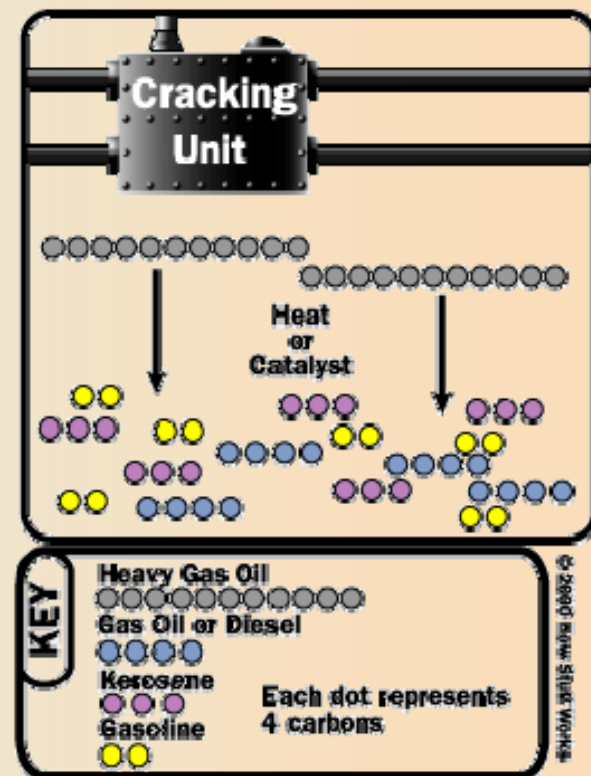 Cracking
Unit
Heat
or
Catalyst
KEY
Heavy Gas Oil
Gas Oil or Diesel
Kerosene
Gasoline
Each dot represents
4 carbons
© 2000 How Stuff Works